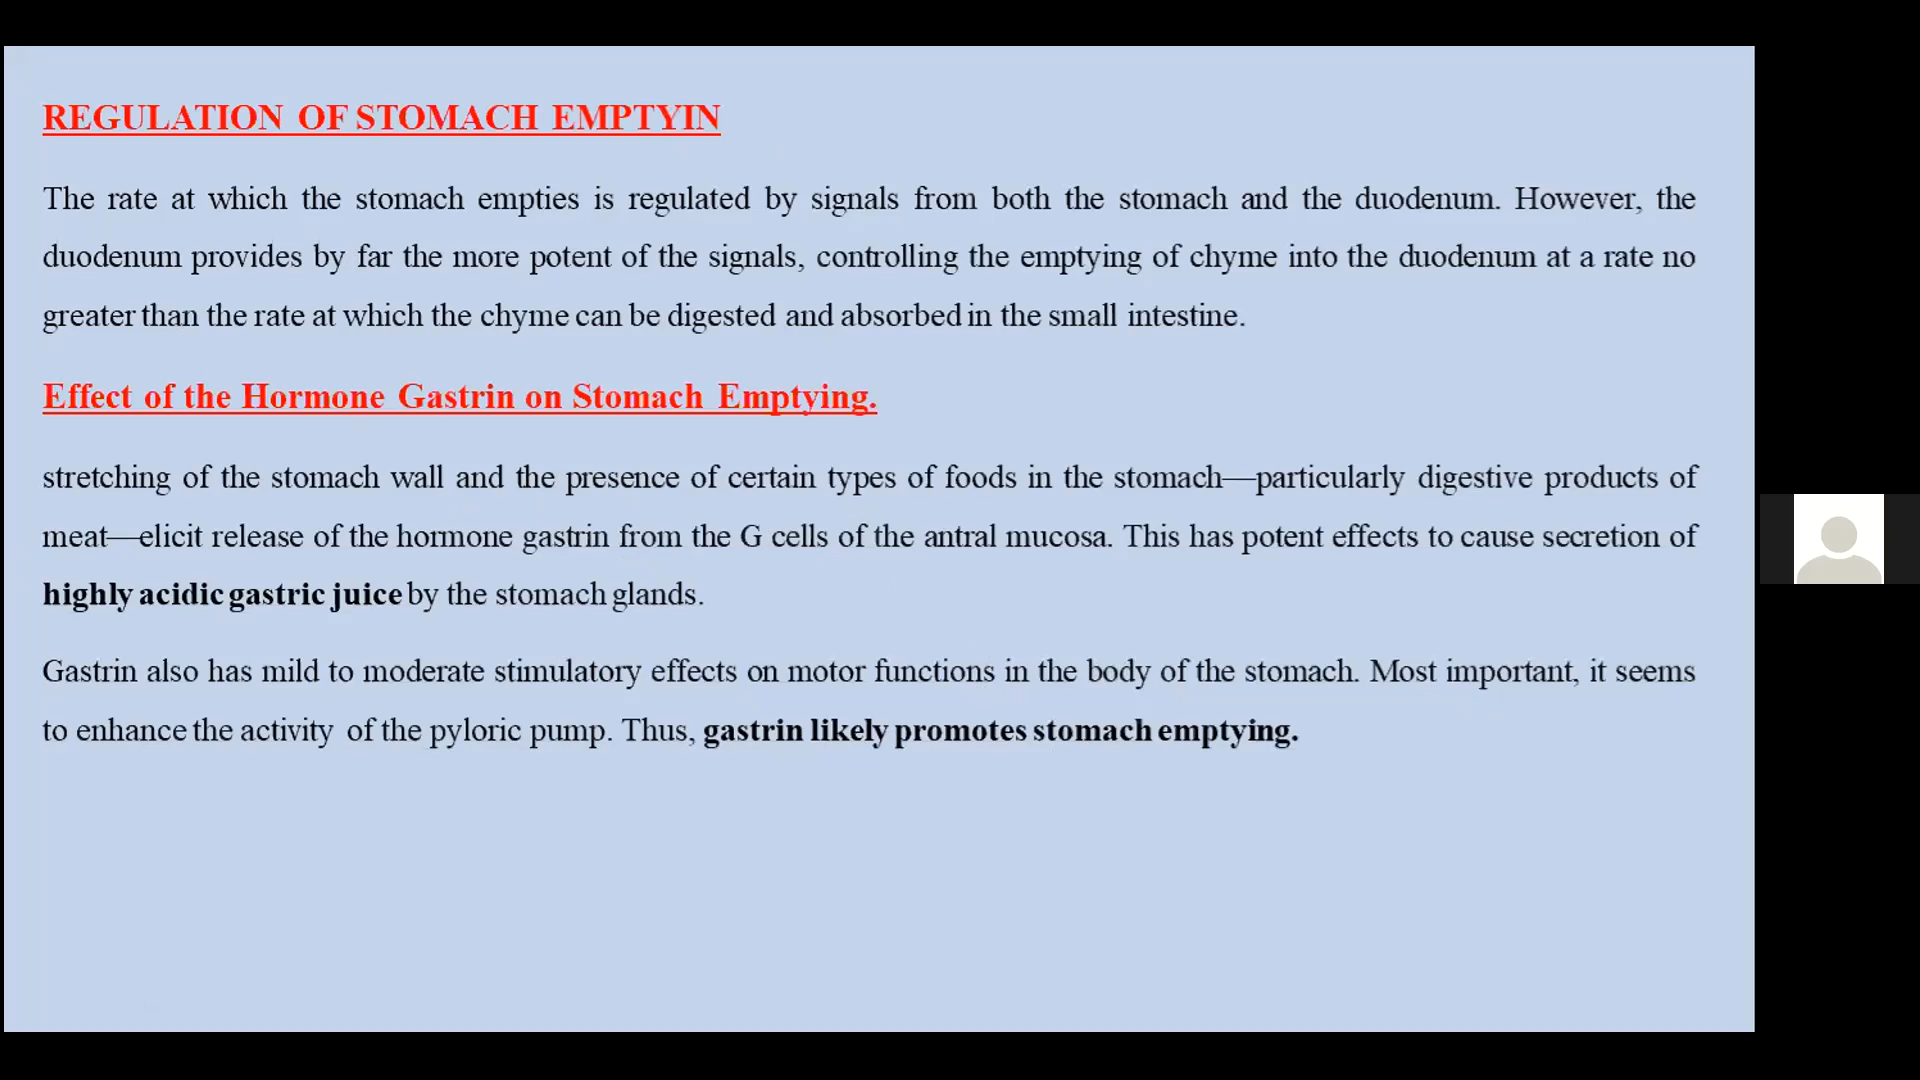 REGULATION OF STOMACH EMPTYIN
The rate at which the stomach empties is regulated by signals from both the stomach and the duodenum. However, the
duodenum provides by far the more potent of the signals, controlling the emptying of chyme into the duodenum at a rate no
greater than the rate at which the chyme can be digested and absorbed in the small intestine.
Effect of the Hormone Gastrin on Stomach Emptying.
stretching of the stomach wall and the presence of certain types of foods in the stomach—particularly digestive products of
meat—elicit release of the hormone gastrin from the G cells of the antral mucosa. This has potent effects to cause secretion of
highly acidic gastric juice by the stomach glands.
Gastrin also has mild to moderate stimulatory effects on motor functions in the body of the stomach. Most important, it seems
to enhance the activity of the pyloric pump. Thus, gastrin likely promotes stomach emptying.